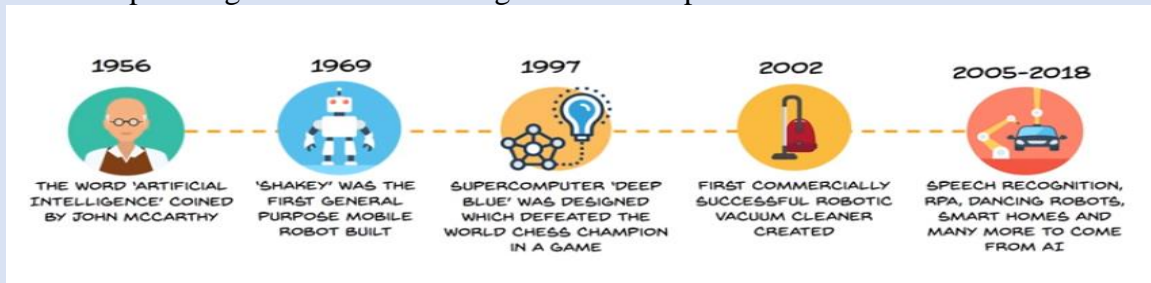 1956
THE WORD 'ARTIFICIAL
INTELLIGENCE' COINED
BY JOHN MCCARTHY
1969
'SHAKEY' WAS THE
FIRST GENERAL
PURPOSE MOBILE
ROBOT BUILT
1997
SUPERCOMPUTER 'DEEP
BLUE' WAS DESIGNED
WHICH DEFEATED THE
WORLD CHESS CHAMPION
IN A GAME
2002
FIRST COMMERCIALLY
SUCCESSFUL ROBOTIC
VACUUM CLEANER
CREATED
2005-2018
SPEECH RECOGNITION,
RPA, DANCING ROBOTS,
SMART HOMES AND
MANY MORE TO COME
FROM AI